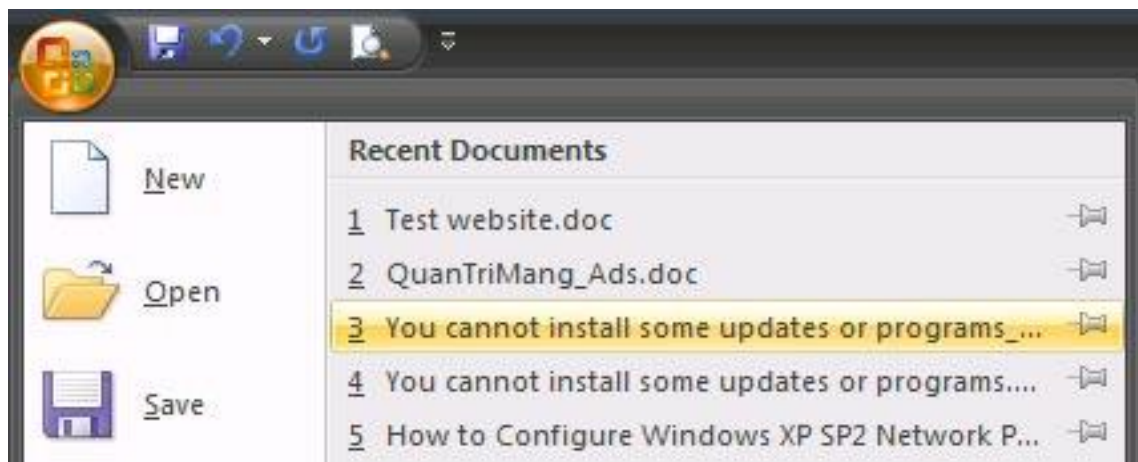 Recent Documents
New
1 Test website.doc
2 QuanTriMang_Ads.doc
Open
3 You cannot install some updates or programs_...
4 You cannot install some updates or programs....
Save
5 How to Configure Windows XP SP2 Network P...